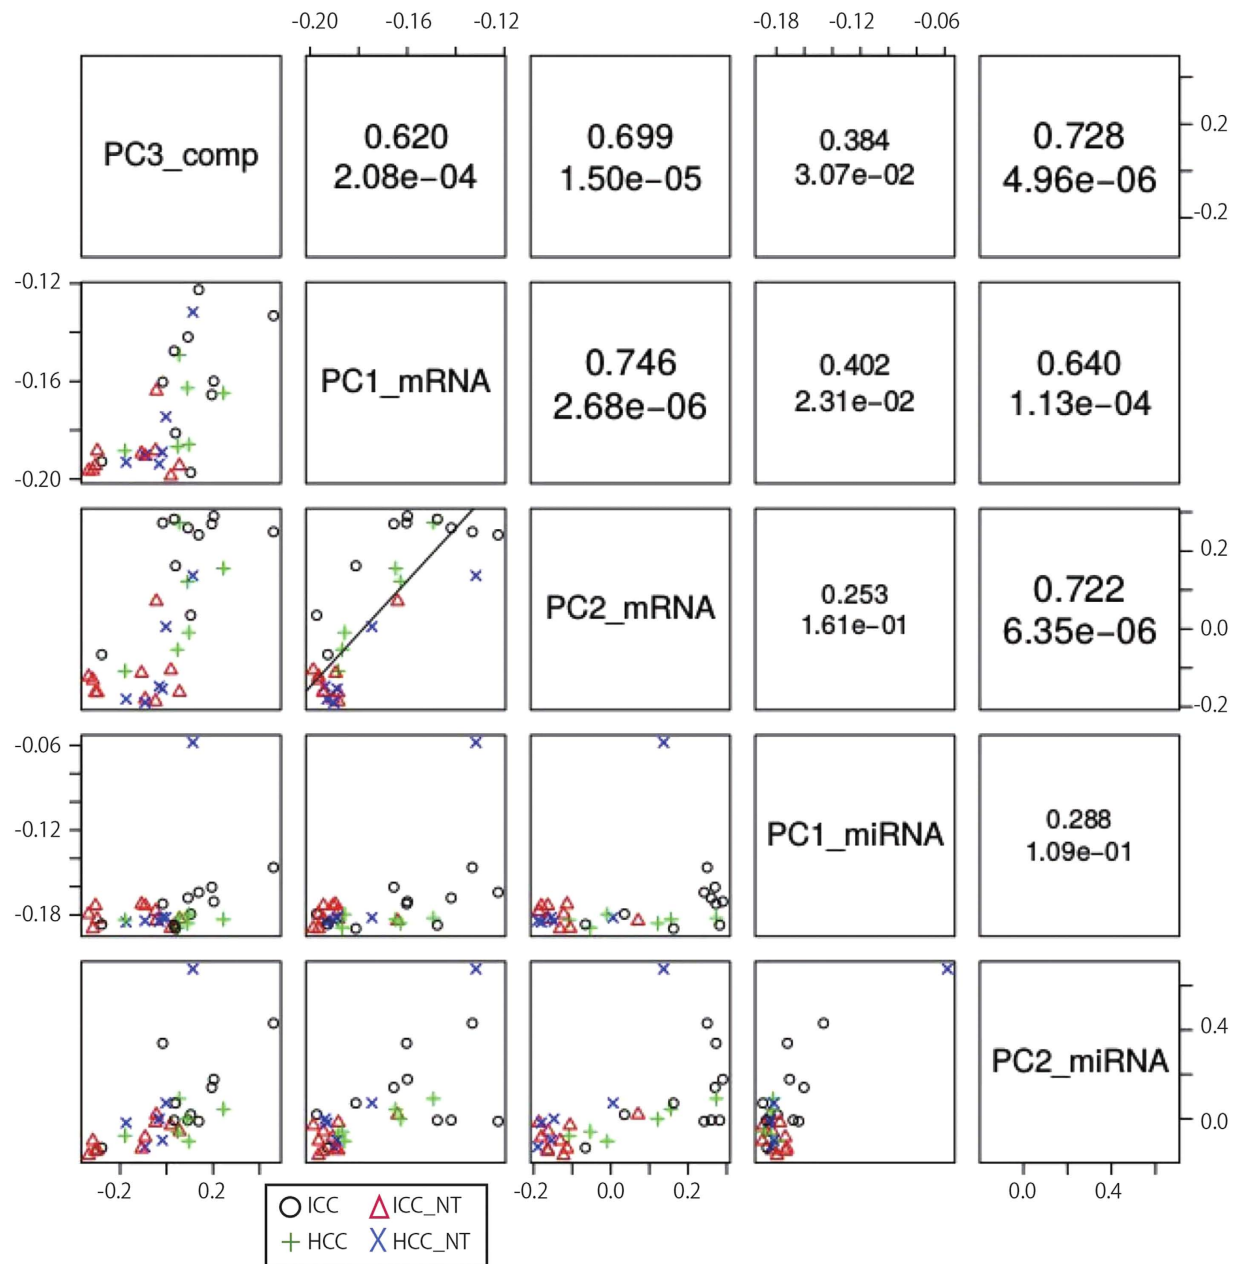 -0.20 -0.16 -0.12 -0.18 -0.12 -0.06
PC3_comp
0.620
2.08e−04
0.699
1.50e−05
0.384
3.07e−02
0.728
4.96e−06
0.2
-0.2
-0.12
-0.16
-0.20
PC1_mRNA
0.746
2.68e−06
0.402
2.31e−02
0.640
1.13e−04
PC2_mRNA
0.253
1.61e−01
0.722
6.35e−06
0.2
0.0
-0.2
-0.06
-0.12
-0.18
PC1_miRNA
0.288
1.09e−01
PC2_miRNA
0.4
0.0
-0.2 0.2 -0.2 0.0 0.2 0.0 0.4
ICC ICC_NT
HCC HCC_NT